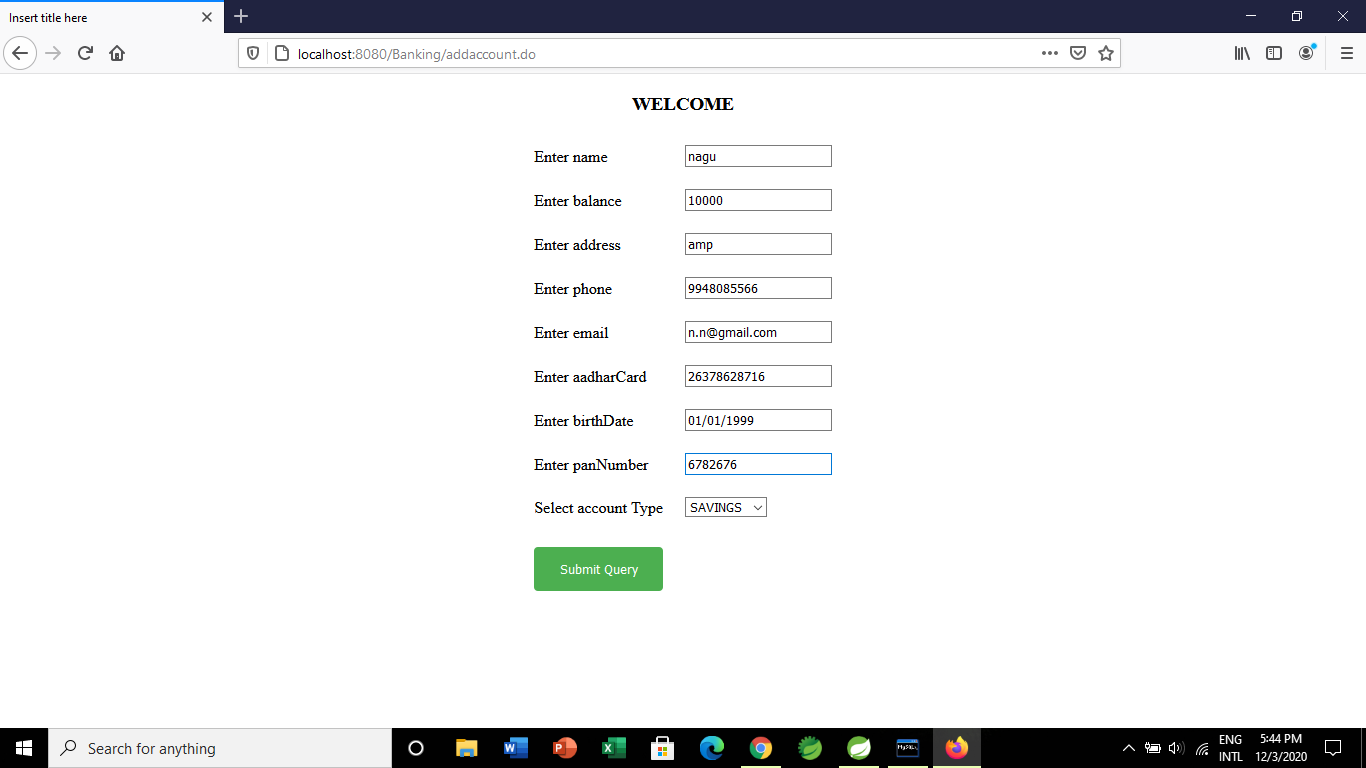 Insert title here
localhost:8080/Banking/addaccount.do
WELCOME
Enter name nagu
Enter balance 10000
Enter address amp
Enter phone 9948085566
Enter email n.n@gmail.com
Enter aadharCard 26378628716
Enter birthDate 01/01/1999
Enter panNumber 6782676
Select account Type SAVINGS
Submit Query
Search for anything
ENG 5:44 PM
INTL 12/3/2020